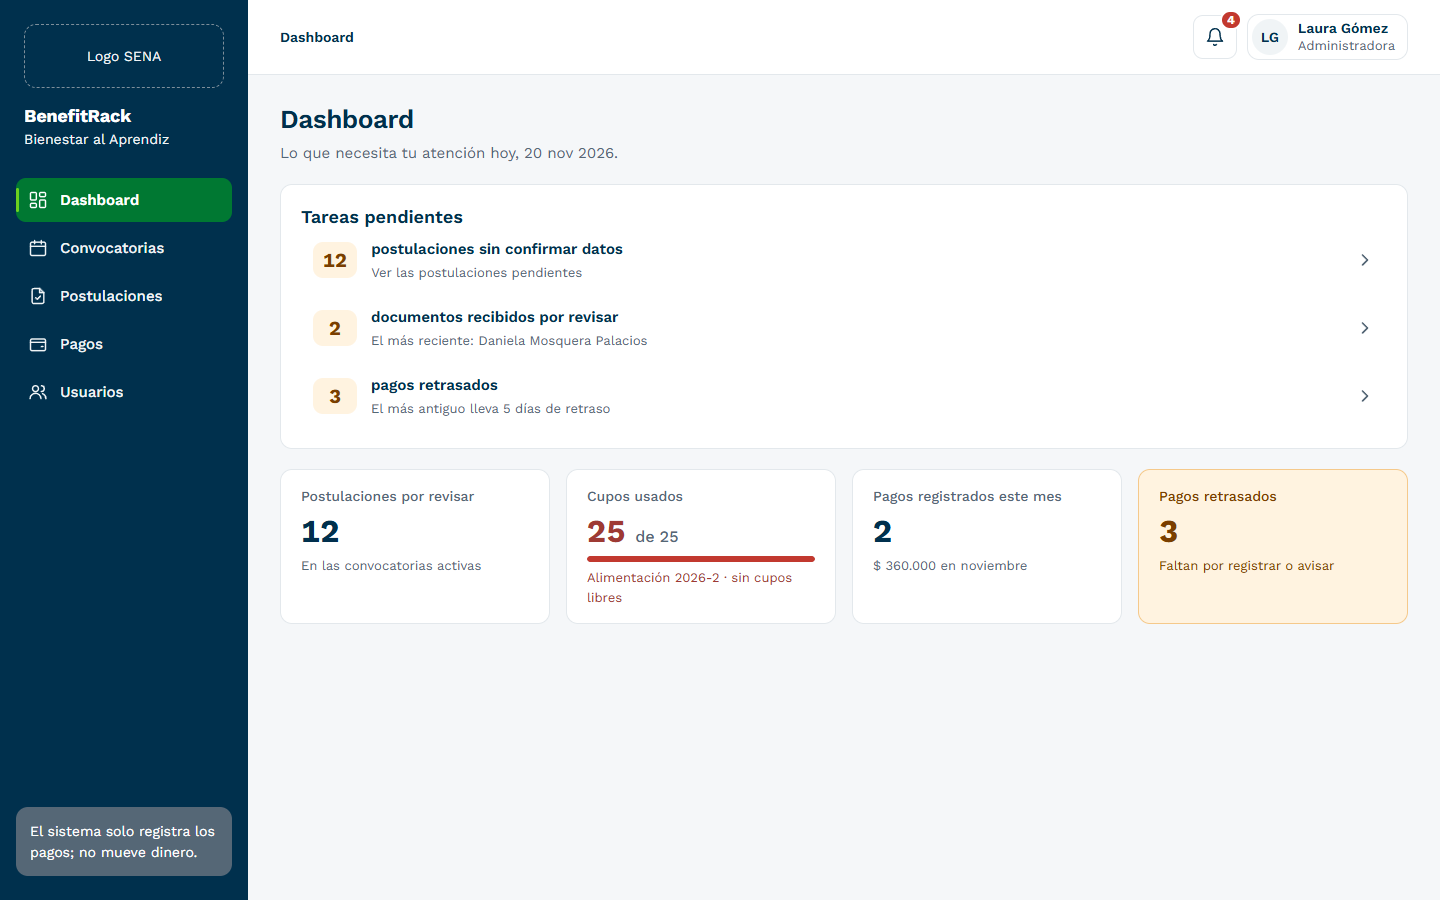 Logo SENA
BenefitRack
Bienestar al Aprendiz
Dashboard
Convocatorias
Postulaciones
Pagos
Usuarios
El sistema solo registra los
pagos; no mueve dinero.
Dashboard
4
LG
Laura Gómez
Administradora
Dashboard
Lo que necesita tu atención hoy, 20 nov 2026.
Tareas pendientes
12
postulaciones sin confirmar datos
Ver las postulaciones pendientes
2
documentos recibidos por revisar
El más reciente: Daniela Mosquera Palacios
3
pagos retrasados
El más antiguo lleva 5 días de retraso
Postulaciones por revisar
12
En las convocatorias activas
Cupos usados
25 de 25
Alimentación 2026-2 · sin cupos
libres
Pagos registrados este mes
2
$ 360.000 en noviembre
Pagos retrasados
3
Faltan por registrar o avisar